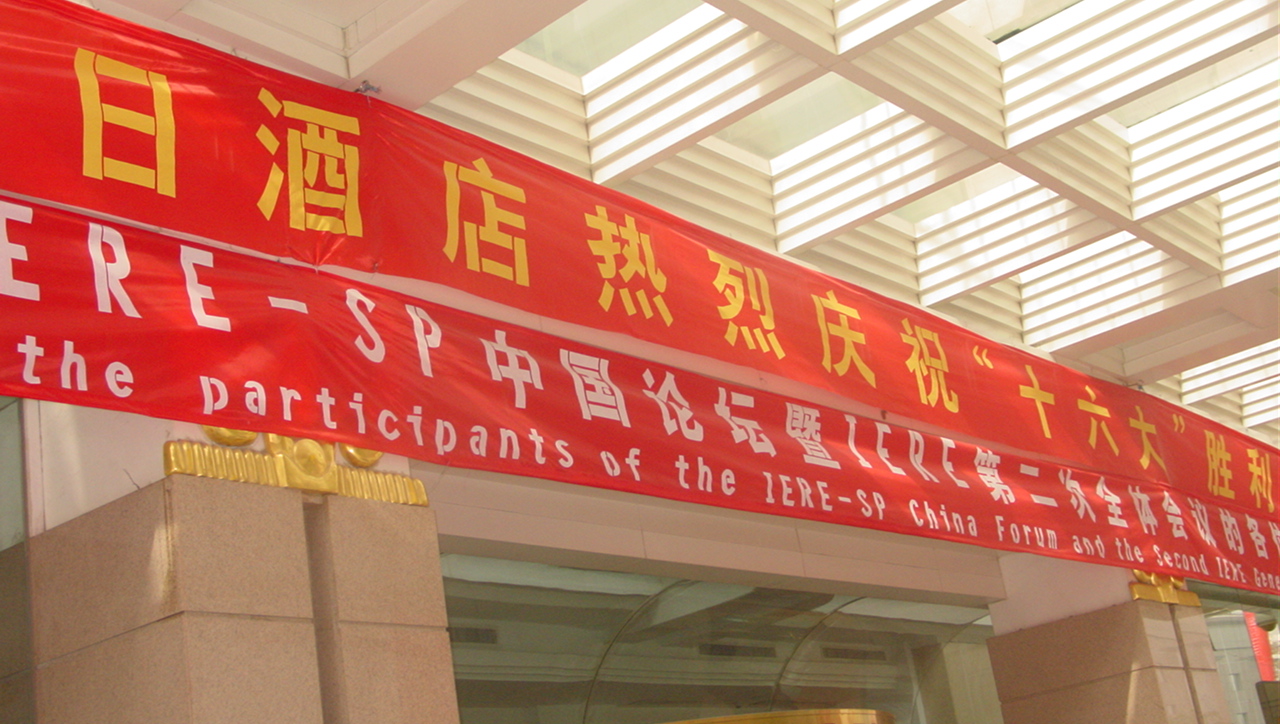 日酒店热烈庆祝“十六大”胜利
ERE-SP中国论坛暨IERE第二次全体会议的各
the participants of the IERE-SP China Forum and the Second IERE Gene